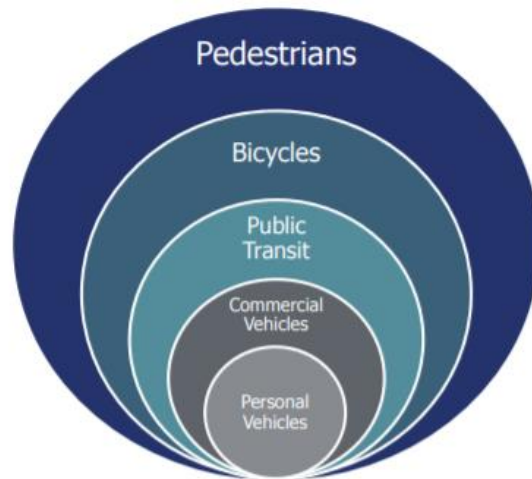 Pedestrians
Bicycles
Public
Transit
Commercial
Vehicles
Personal
Vehicles